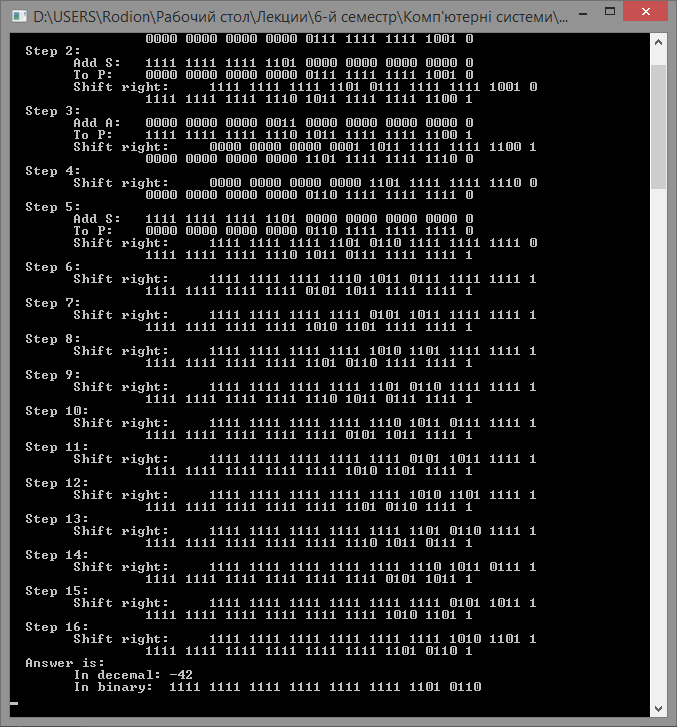 D:\USERS\Rodion\Рабочий стол\Лекции\6-й семестр\Комп'ютерні системи\...
0000 0000 0000 0000 0111 1111 1111 1001 0
Step 2:
Add S: 1111 1111 1111 1101 0000 0000 0000 0000 0
To P: 0000 0000 0000 0000 0111 1111 1111 1001 0
Shift right: 1111 1111 1111 1101 0111 1111 1111 1001 0
1111 1111 1111 1110 1011 1111 1111 1100 1
Step 3:
Add A: 0000 0000 0000 0011 0000 0000 0000 0000 0
To P: 1111 1111 1111 1110 1011 1111 1111 1100 1
Shift right: 0000 0000 0000 0001 1011 1111 1111 1100 1
0000 0000 0000 0000 1101 1111 1111 1110 0
Step 4:
Shift right: 0000 0000 0000 0000 1101 1111 1111 1110 0
0000 0000 0000 0000 0110 1111 1111 1111 0
Step 5:
Add S: 1111 1111 1111 1101 0000 0000 0000 0000 0
To P: 0000 0000 0000 0000 0110 1111 1111 1111 0
Shift right: 1111 1111 1111 1101 0110 1111 1111 1111 0
1111 1111 1111 1110 1011 0111 1111 1111 1
Step 6:
Shift right: 1111 1111 1111 1110 1011 0111 1111 1111 1
1111 1111 1111 1111 0101 1011 1111 1111 1
Step 7:
Shift right: 1111 1111 1111 1111 0101 1011 1111 1111 1
1111 1111 1111 1111 1010 1101 1111 1111 1
Step 8:
Shift right: 1111 1111 1111 1111 1010 1101 1111 1111 1
1111 1111 1111 1111 1101 0110 1111 1111 1
Step 9:
Shift right: 1111 1111 1111 1111 1101 0110 1111 1111 1
1111 1111 1111 1111 1110 1011 0111 1111 1
Step 10:
Shift right: 1111 1111 1111 1111 1110 1011 0111 1111 1
1111 1111 1111 1111 1111 0101 1011 1111 1
Step 11:
Shift right: 1111 1111 1111 1111 1111 0101 1011 1111 1
1111 1111 1111 1111 1111 1010 1101 1111 1
Step 12:
Shift right: 1111 1111 1111 1111 1111 1010 1101 1111 1
1111 1111 1111 1111 1111 1101 0110 1111 1
Step 13:
Shift right: 1111 1111 1111 1111 1111 1101 0110 1111 1
1111 1111 1111 1111 1111 1110 1011 0111 1
Step 14:
Shift right: 1111 1111 1111 1111 1111 1110 1011 0111 1
1111 1111 1111 1111 1111 1111 0101 1011 1
Step 15:
Shift right: 1111 1111 1111 1111 1111 1111 0101 1011 1
1111 1111 1111 1111 1111 1111 1010 1101 1
Step 16:
Shift right: 1111 1111 1111 1111 1111 1111 1010 1101 1
1111 1111 1111 1111 1111 1111 1101 0110 1
Answer is:
In decemal: -42
In binary: 1111 1111 1111 1111 1111 1111 1101 0110